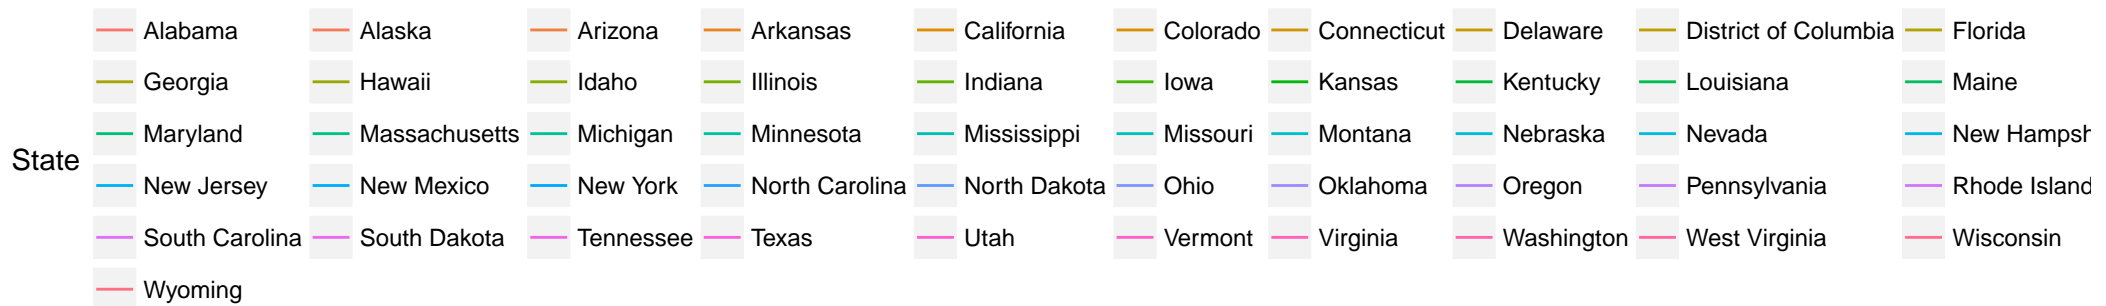 Alabama Alaska Arizona Arkansas California Colorado Connecticut Delaware District of Columbia Florida
Georgia Hawaii Idaho Illinois Indiana Iowa Kansas Kentucky Louisiana Maine
Maryland Massachusetts Michigan Minnesota Mississippi Missouri Montana Nebraska Nevada New Hampsh
State
New Jersey New Mexico New York North Carolina North Dakota Ohio Oklahoma Oregon Pennsylvania Rhode Island
South Carolina South Dakota Tennessee Texas Utah Vermont Virginia Washington West Virginia Wisconsin
Wyoming